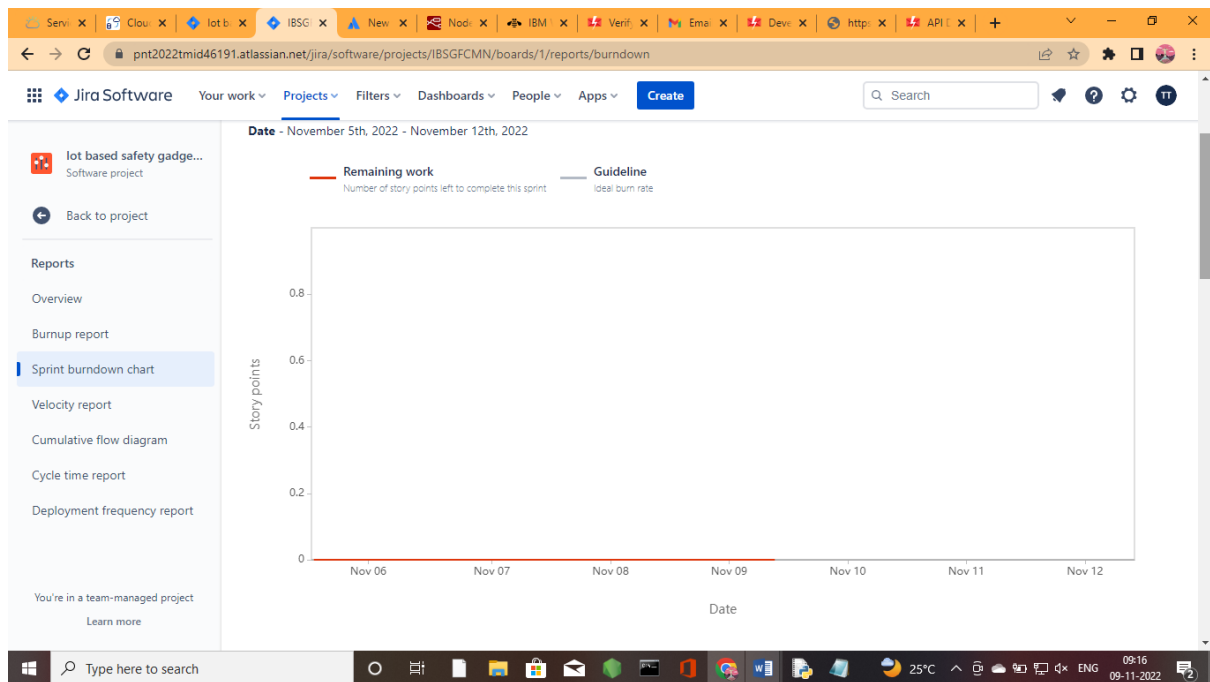 Servi
Clou
Iot b
IBSGI
New
Node
IBM
Verify
Emai
Deve
https
API D
pnt2022tmid46191.atlassian.net/jira/software/projects/IBSGFCMN/boards/1/reports/burndown
Jira Software
Your work
Projects
Filters
Dashboards
People
Apps
Create
Search
TT
Iot based safety gadge...
Software project
Back to project
Reports
Overview
Burnup report
Sprint burndown chart
Velocity report
Cumulative flow diagram
Cycle time report
Deployment frequency report
You're in a team-managed project
Learn more
Date - November 5th, 2022 - November 12th, 2022
Remaining work
Number of story points left to complete this sprint
Guideline
Ideal burn rate
Story points
0.8
0.6
0.4
0.2
0
Nov 06 Nov 07 Nov 08 Nov 09 Nov 10 Nov 11 Nov 12
Date
Type here to search
25°C
ENG
09:16
09-11-2022
2